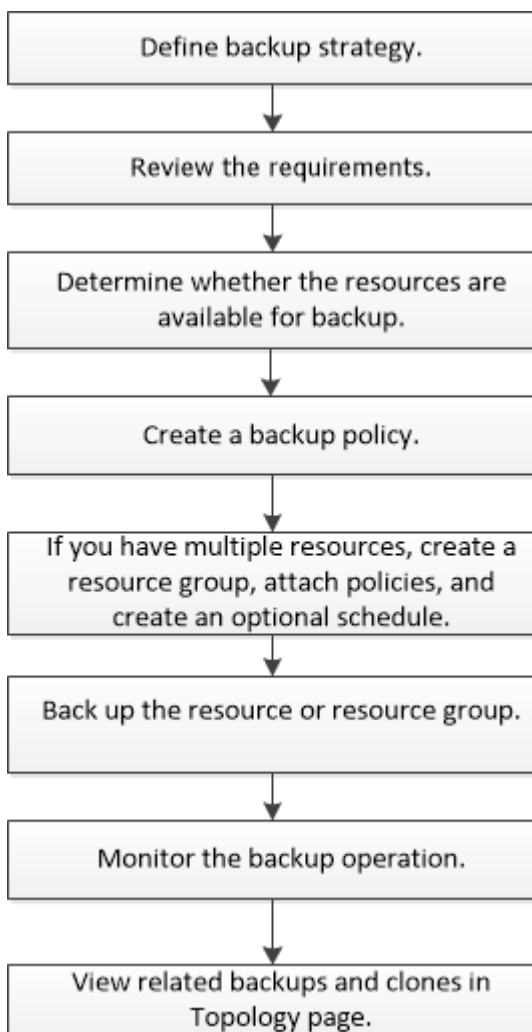 Define backup strategy.
Review the requirements.
Determine whether the resources are
available for backup.
Create a backup policy.
If you have multiple resources, create a
resource group, attach policies, and
create an optional schedule.
Back up the resource or resource group.
Monitor the backup operation.
View related backups and clones in
Topology page.